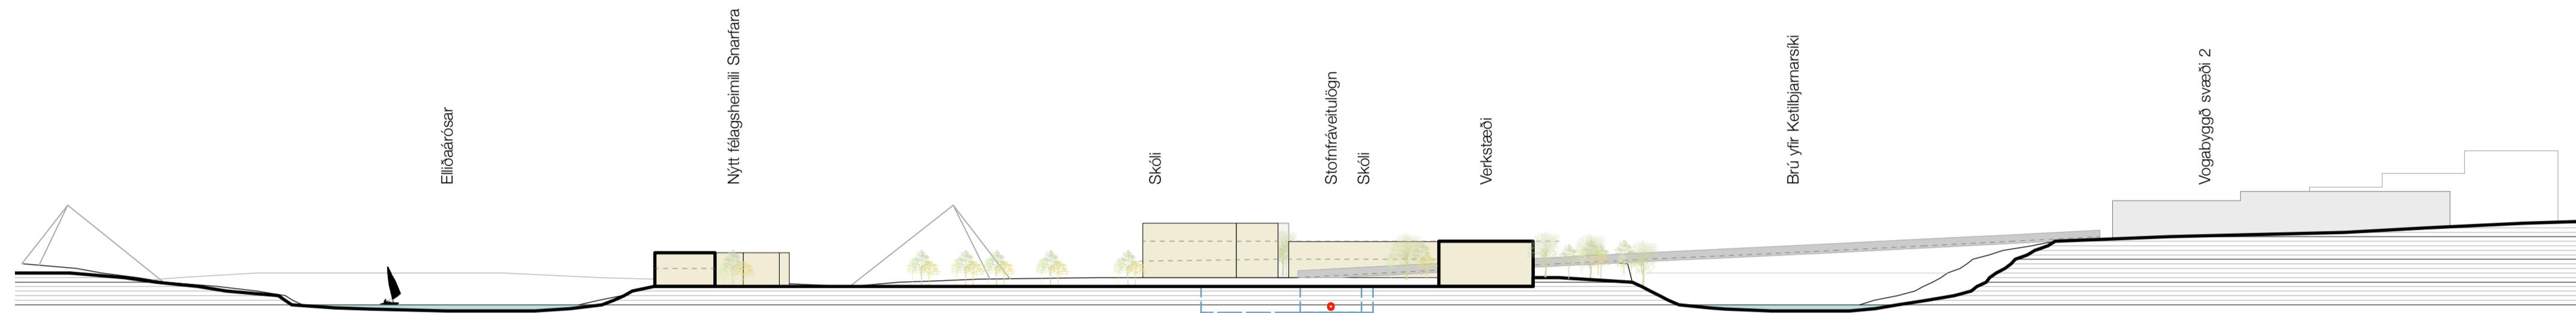 Elliðaárósar
Nýtt félagsheimili Snarfara
Skóli
Stofnfráveitulögn
Skóli
Verkstæði
Brú yfir Ketilbjarnarsíki
Vogabyggð svæði 2